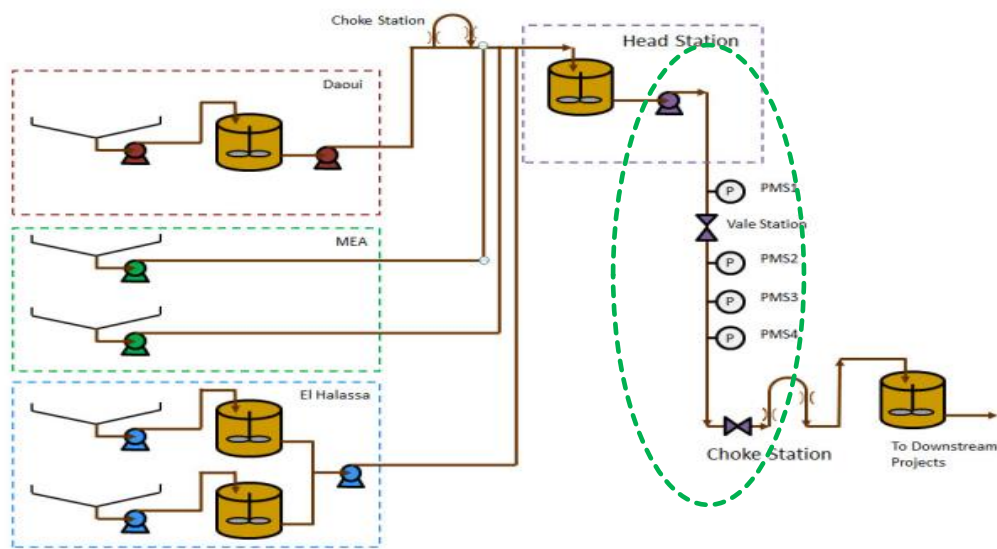 Choke Station
Head Station
Daoui
P PMS1
Vale Station
MEA
P PMS2
P PMS3
P PMS4
El Halassa
Choke Station
To Downstream
Projects